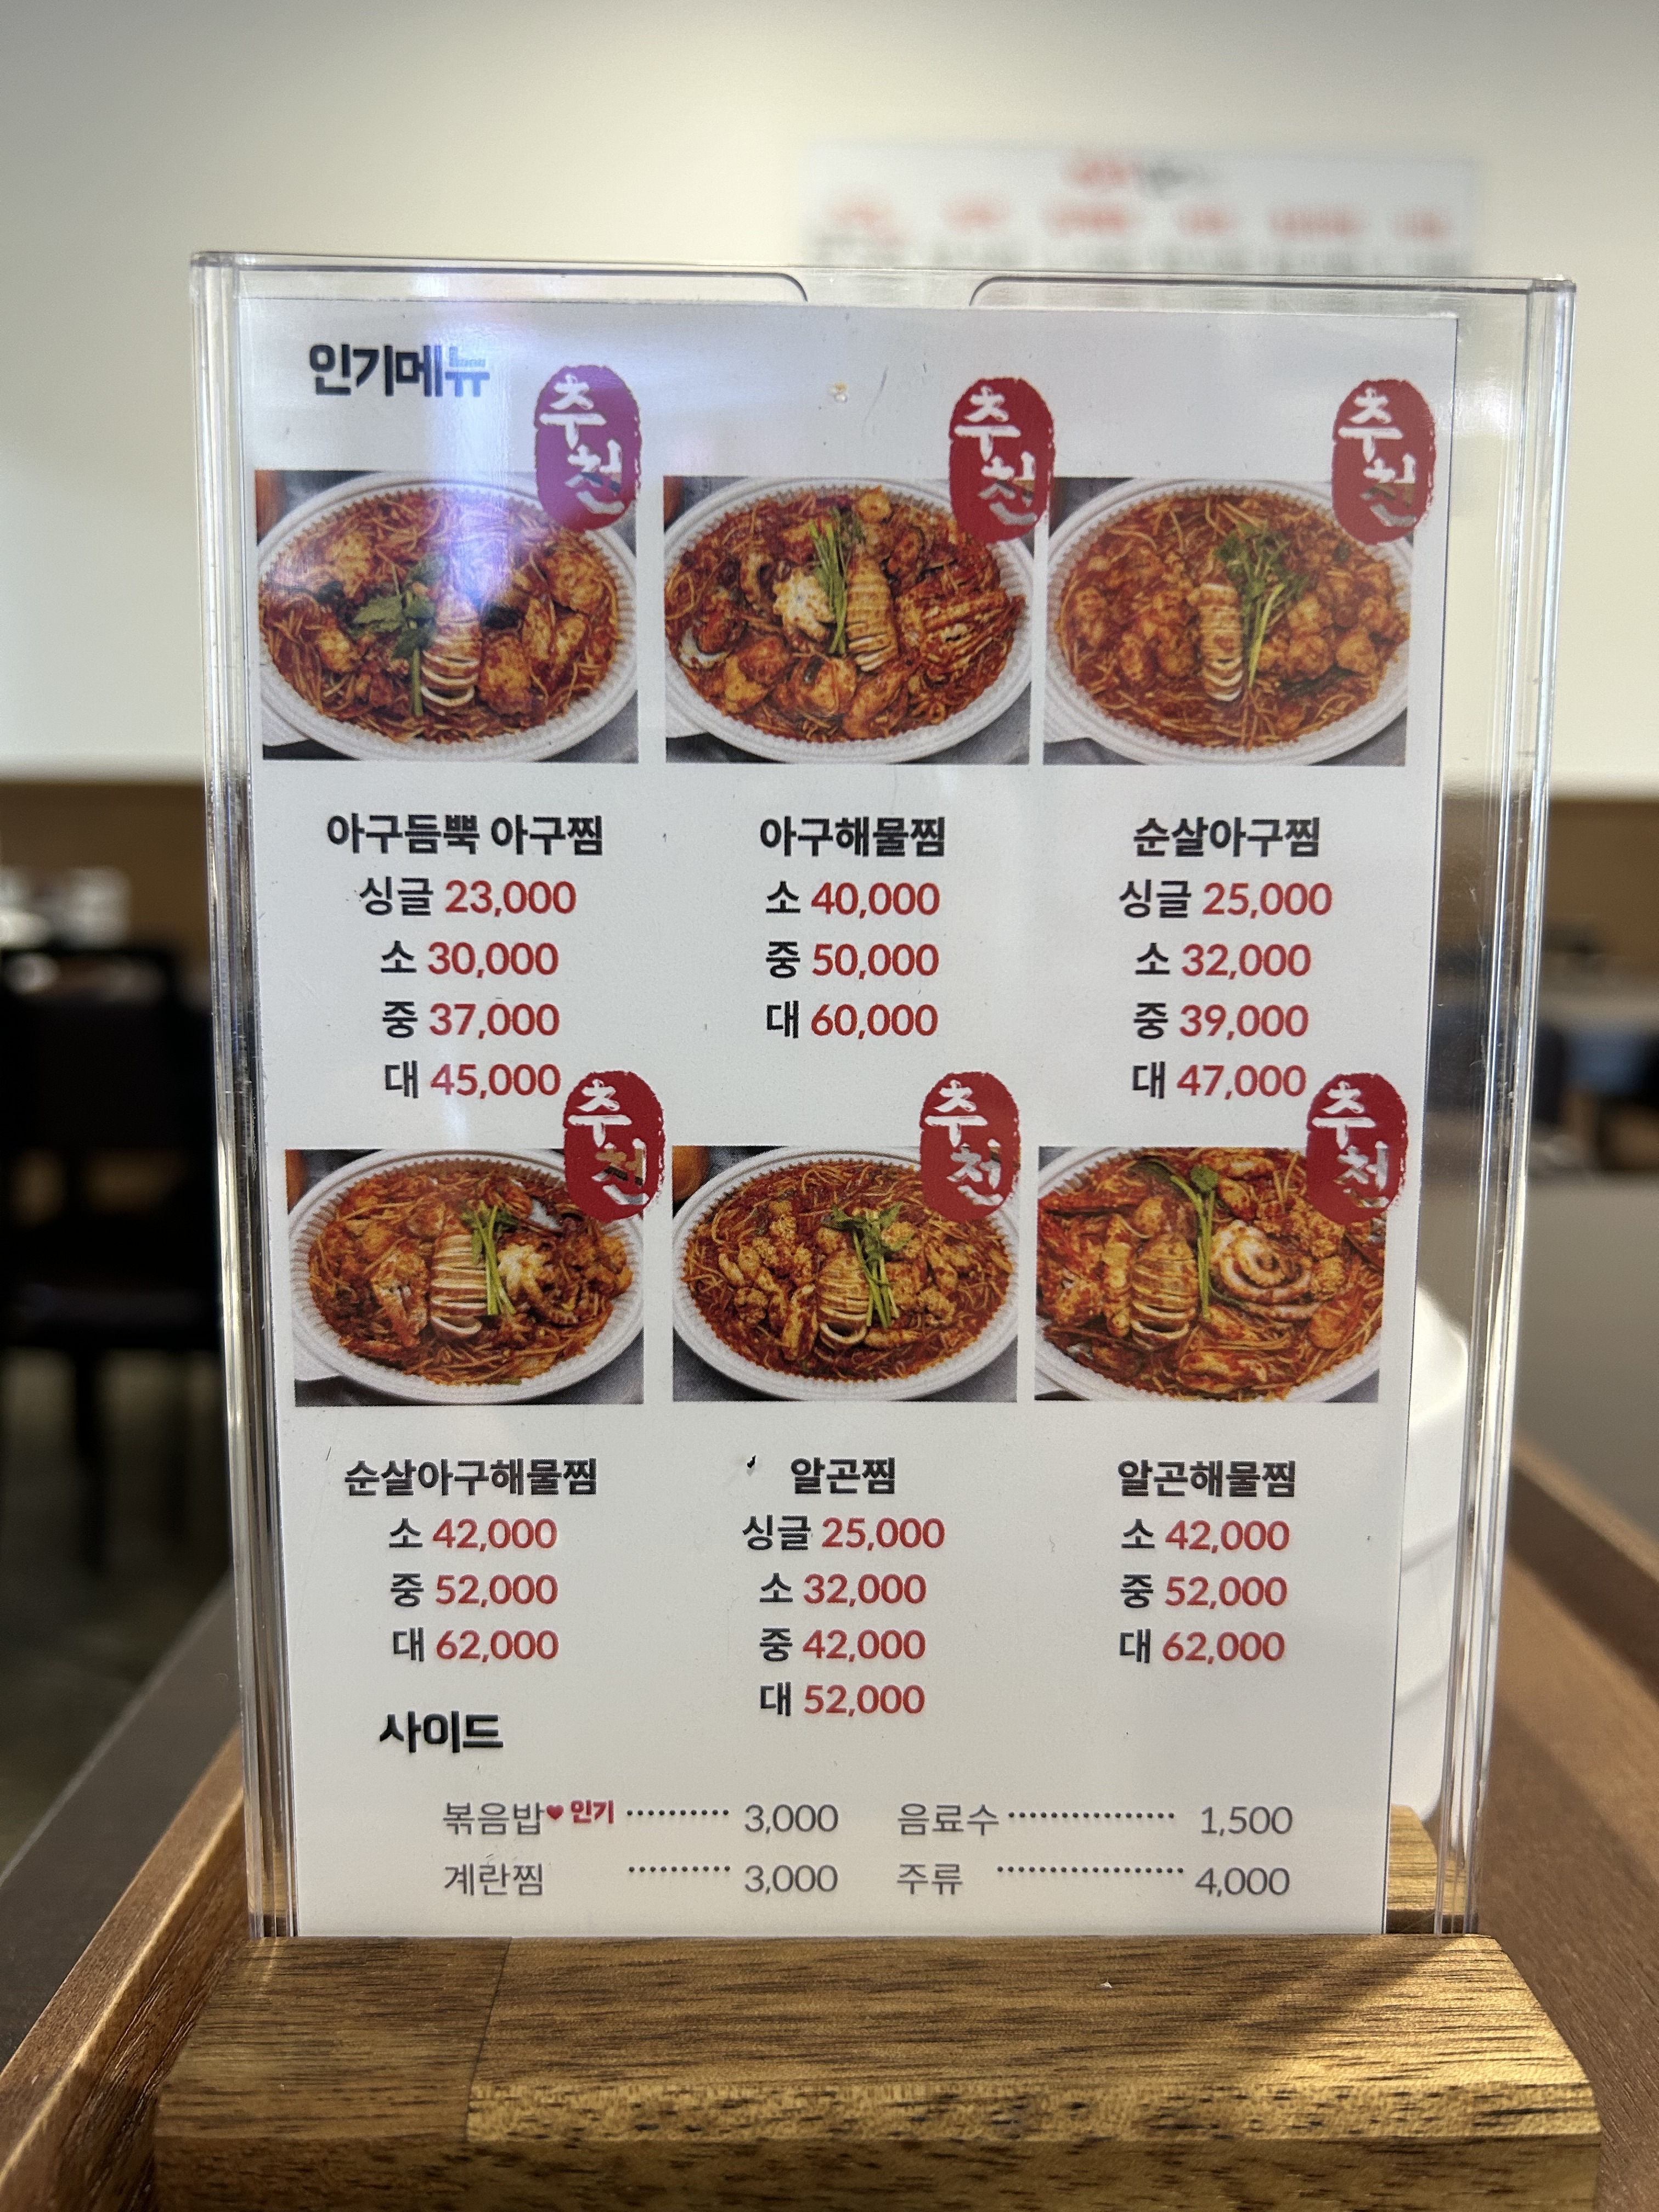 인기메뉴
추천
추천
추천
아구듬뿍 아구찜
싱글 23,000
소 30,000
중 37,000
대 45,000
아구해물찜
소 40,000
중 50,000
대 60,000
순살아구찜
싱글 25,000
소 32,000
중 39,000
대 47,000
추천
추천
추천
순살아구해물찜
소 42,000
중 52,000
대 62,000
알곤찜
싱글 25,000
소 32,000
중 42,000
대 52,000
알곤해물찜
소 42,000
중 52,000
대 62,000
사이드
볶음밥♥인기 ·········· 3,000
음료수 ················ 1,500
계란찜 ·········· 3,000
주류 ·················· 4,000